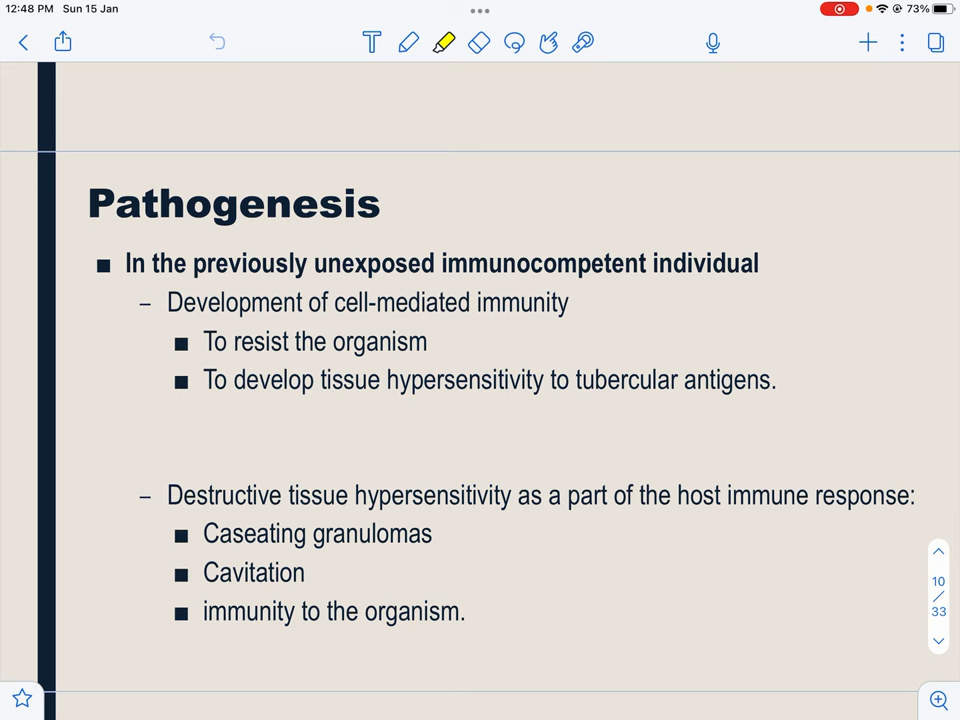 12:48 PM Sun 15 Jan
73%
Pathogenesis
■ In the previously unexposed immunocompetent individual
– Development of cell-mediated immunity
■ To resist the organism
■ To develop tissue hypersensitivity to tubercular antigens.
– Destructive tissue hypersensitivity as a part of the host immune response:
■ Caseating granulomas
■ Cavitation
■ immunity to the organism.
10
/
33